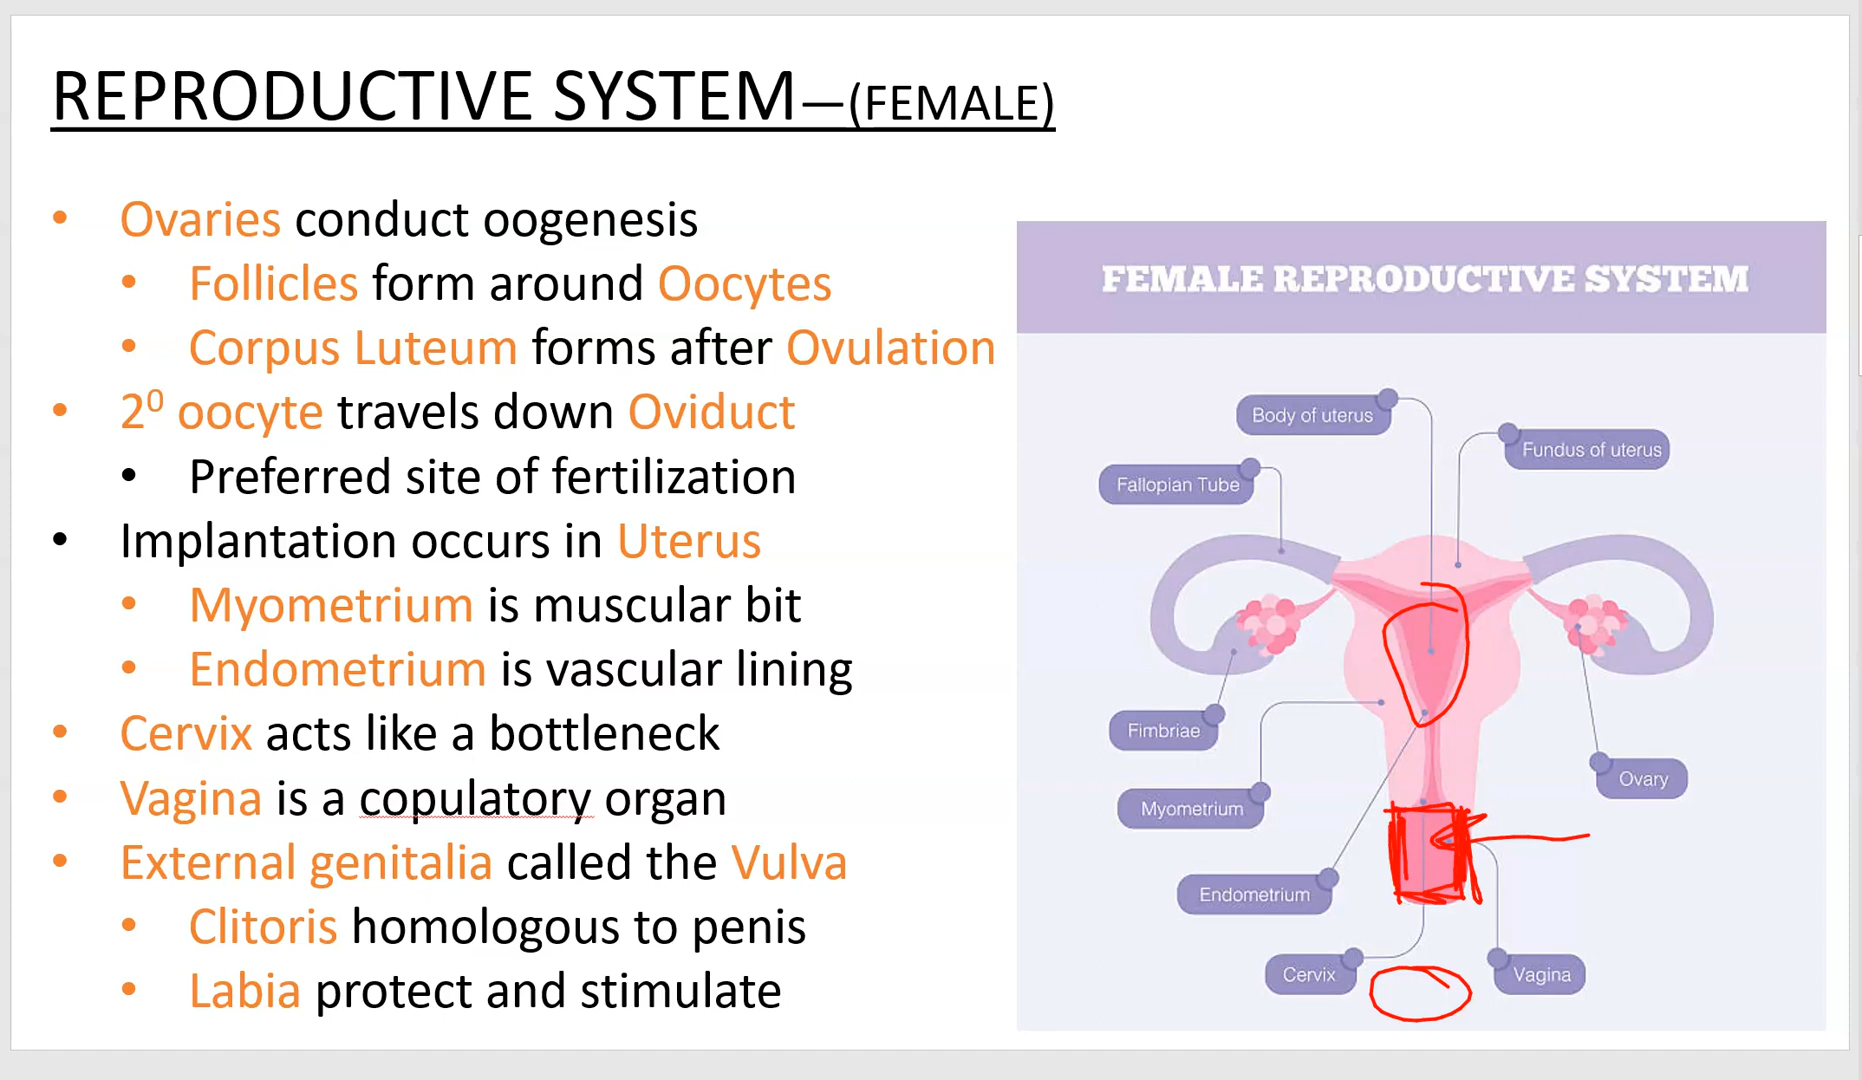 REPRODUCTIVE SYSTEM—(FEMALE)
• Ovaries conduct oogenesis
• Follicles form around Oocytes
• Corpus Luteum forms after Ovulation
• 2⁰ oocyte travels down Oviduct
• Preferred site of fertilization
• Implantation occurs in Uterus
• Myometrium is muscular bit
• Endometrium is vascular lining
• Cervix acts like a bottleneck
• Vagina is a copulatory organ
• External genitalia called the Vulva
• Clitoris homologous to penis
• Labia protect and stimulate
FEMALE REPRODUCTIVE SYSTEM
Body of uterus
Fundus of uterus
Fallopian Tube
Fimbriae
Ovary
Myometrium
Endometrium
Cervix
Vagina